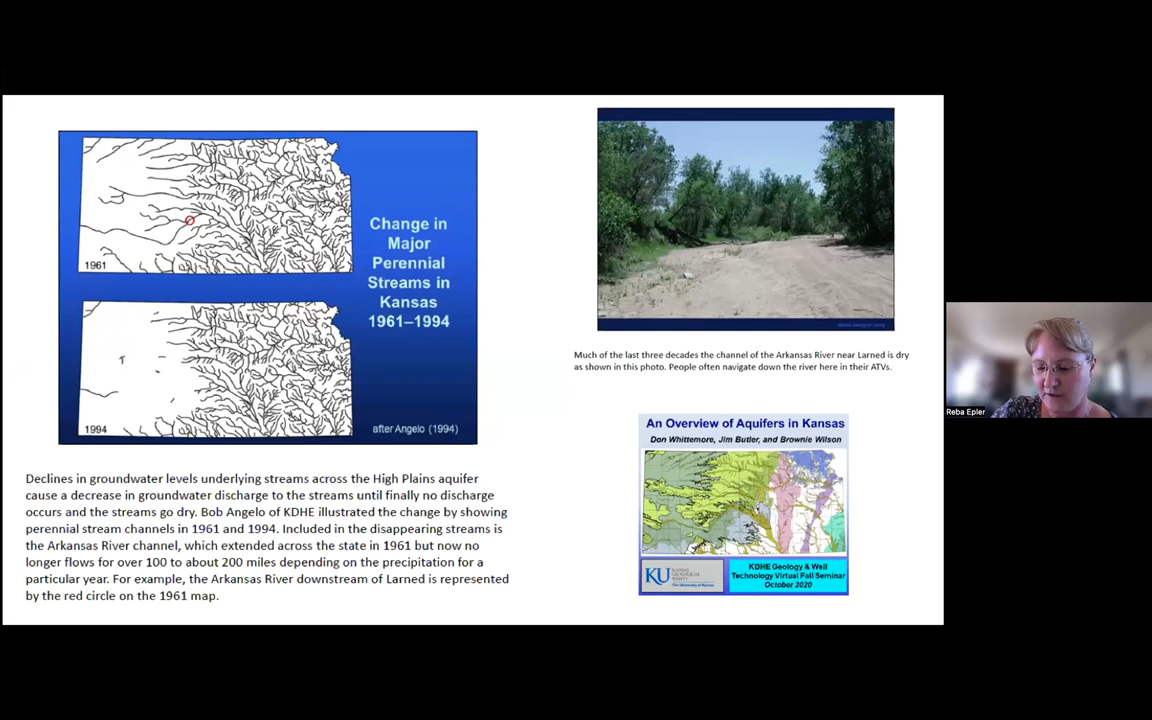 1961
Change in
Major
Perennial
Streams in
Kansas
1961–1994
1994
after Angelo (1994)
Declines in groundwater levels underlying streams across the High Plains aquifer
cause a decrease in groundwater discharge to the streams until finally no discharge
occurs and the streams go dry. Bob Angelo of KDHE illustrated the change by showing
perennial stream channels in 1961 and 1994. Included in the disappearing streams is
the Arkansas River channel, which extended across the state in 1961 but now no
longer flows for over 100 to about 200 miles depending on the precipitation for a
particular year. For example, the Arkansas River downstream of Larned is represented
by the red circle on the 1961 map.
Much of the last three decades the channel of the Arkansas River near Larned is dry
as shown in this photo. People often navigate down the river here in their ATVs.
An Overview of Aquifers in Kansas
Don Whittemore, Jim Butler, and Brownie Wilson
KU
KANSAS
GEOLOGICAL
SURVEY
The University of Kansas
KDHE Geology & Well
Technology Virtual Fall Seminar
October 2020
Reba Epler